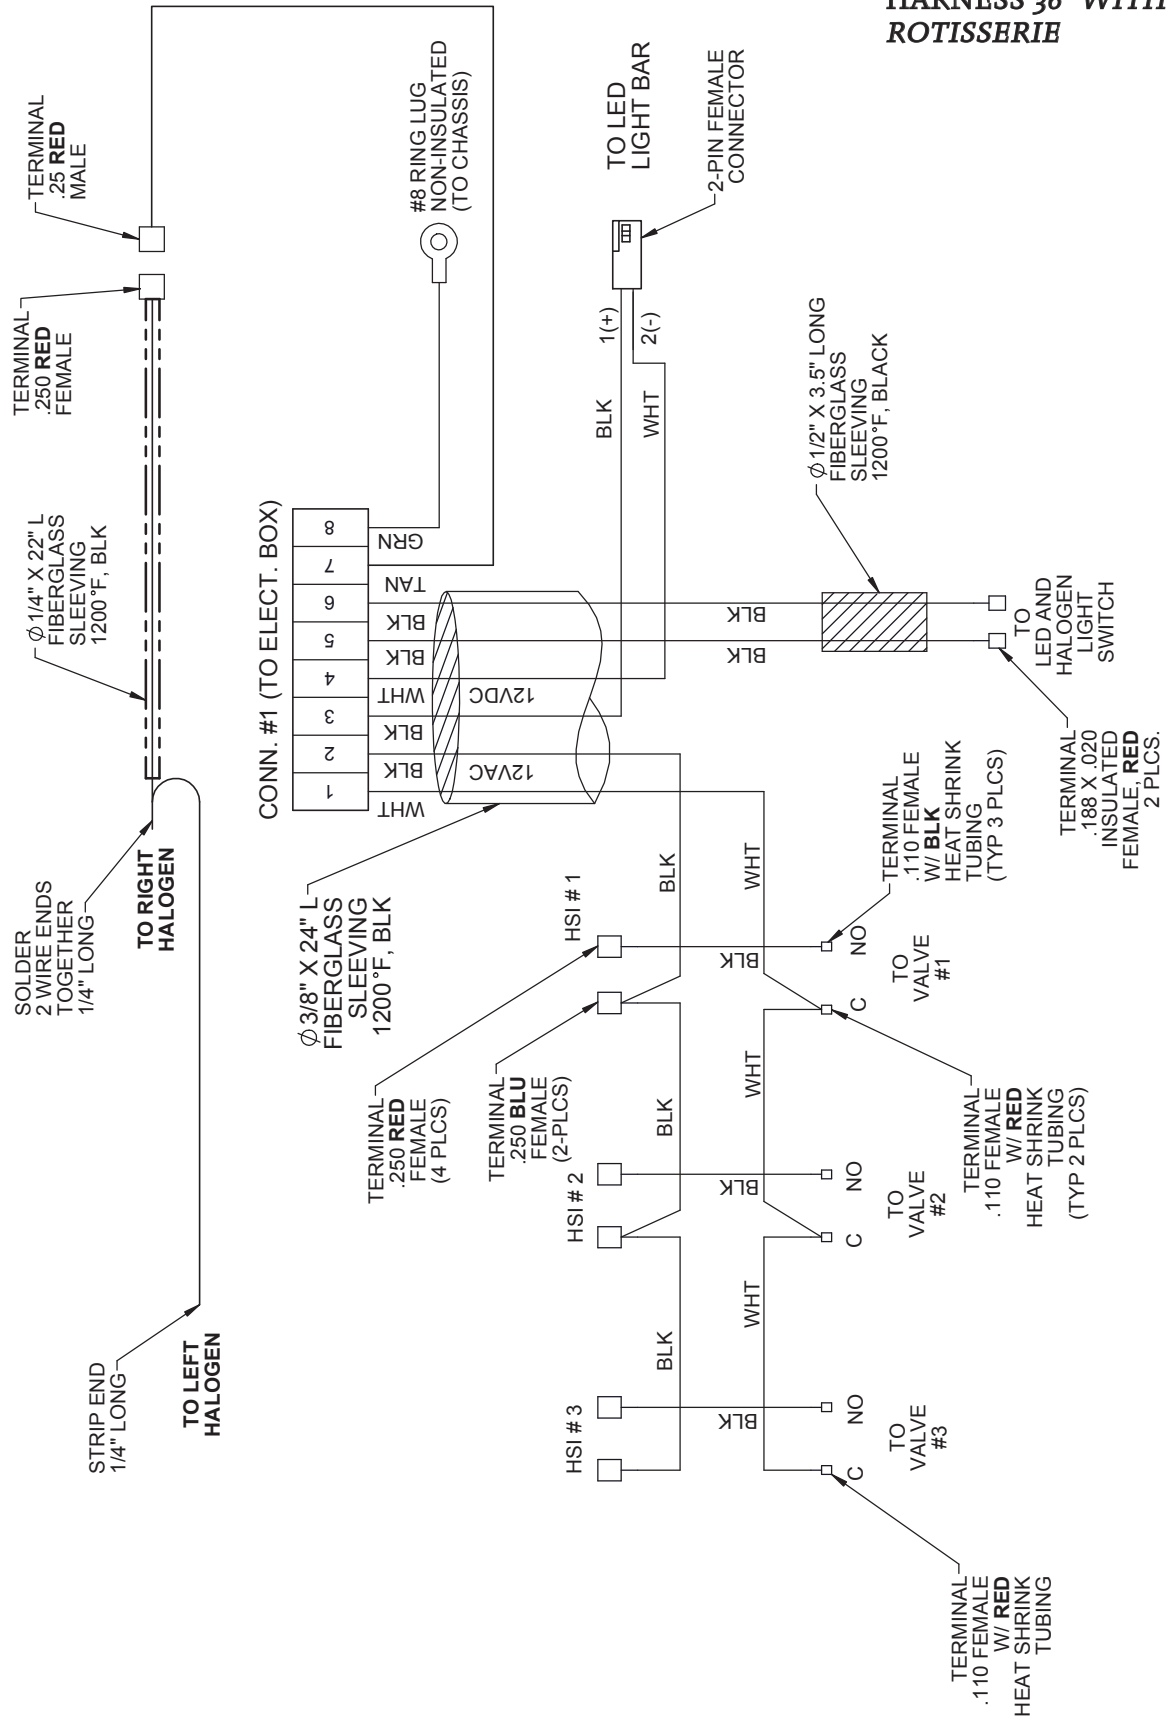 HARNESS 36" WITH
ROTISSERIE
TERMINAL
.25 RED
MALE
TERMINAL
.250 RED
FEMALE
Ø 1/4" X 22" L
FIBERGLASS
SLEEVING
1200°F, BLK
SOLDER
2 WIRE ENDS
TOGETHER
1/4" LONG
TO RIGHT
HALOGEN
STRIP END
1/4" LONG
TO LEFT
HALOGEN
#8 RING LUG
NON-INSULATED
(TO CHASSIS)
CONN. #1 (TO ELECT. BOX)
1
2
3
4
5
6
7
8
WHT
BLK
BLK
WHT
BLK
BLK
TAN
GRN
12VAC
12VDC
TO LED
LIGHT BAR
2-PIN FEMALE
CONNECTOR
1(+)
2(-)
BLK
WHT
Ø 1/2" X 3.5" LONG
FIBERGLASS
SLEEVING
1200°F, BLACK
BLK
BLK
TO
LED AND
HALOGEN
LIGHT
SWITCH
TERMINAL
.188 X .020
INSULATED
FEMALE, RED
2 PLCS.
Ø 3/8" X 24" L
FIBERGLASS
SLEEVING
1200°F, BLK
TERMINAL
.250 RED
FEMALE
(4 PLCS)
TERMINAL
.250 BLU
FEMALE
(2-PLCS)
HSI # 1
HSI # 2
HSI # 3
BLK
BLK
BLK
WHT
WHT
WHT
BLK
BLK
BLK
NO
C
TO
VALVE
#1
NO
C
TO
VALVE
#2
NO
C
TO
VALVE
#3
TERMINAL
.110 FEMALE
W/ BLK
HEAT SHRINK
TUBING
(TYP 3 PLCS)
TERMINAL
.110 FEMALE
W/ RED
HEAT SHRINK
TUBING
(TYP 2 PLCS)
TERMINAL
.110 FEMALE
W/ RED
HEAT SHRINK
TUBING